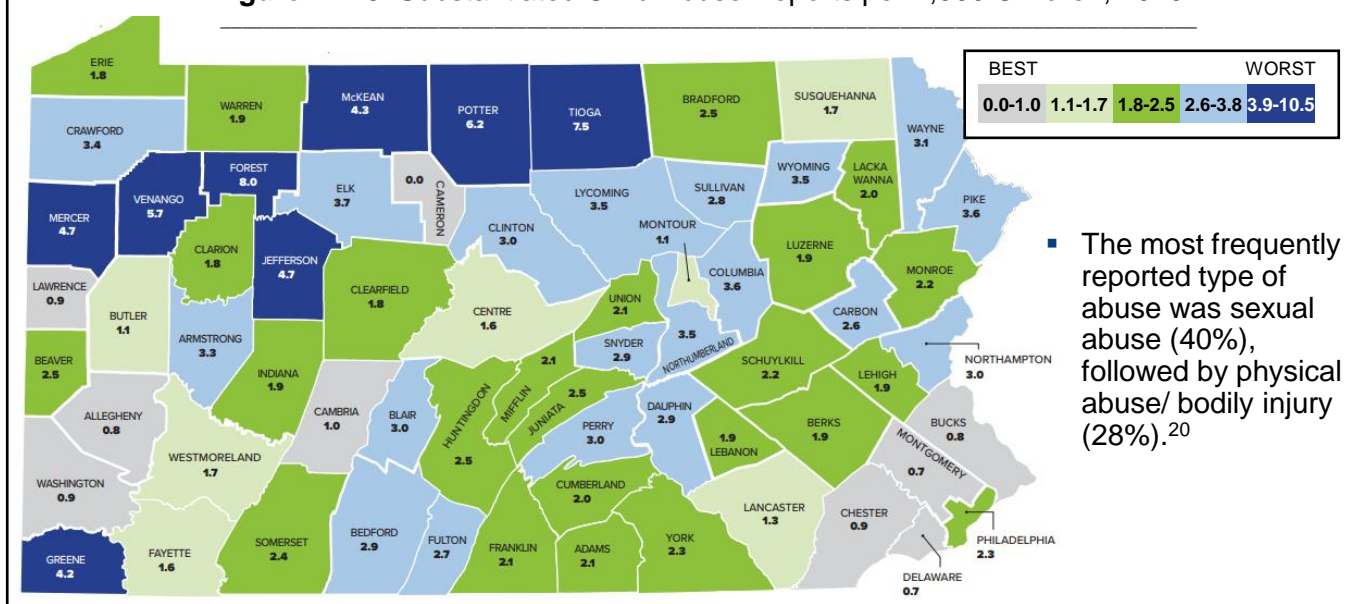 BEST WORST
0.0-1.0 1.1-1.7 1.8-2.5 2.6-3.8 3.9-10.5
ERIE
1.8
CRAWFORD
3.4
WARREN
1.9
McKEAN
4.3
POTTER
6.2
TIOGA
7.5
BRADFORD
2.5
SUSQUEHANNA
1.7
WAYNE
3.1
MERCER
4.7
VENANGO
5.7
FOREST
8.0
ELK
3.7
0.0
CAMERON
CLINTON
3.0
LYCOMING
3.5
SULLIVAN
2.8
WYOMING
3.5
LACKA
WANNA
2.0
PIKE
3.6
LAWRENCE
0.9
BUTLER
1.1
CLARION
1.8
JEFFERSON
4.7
CLEARFIELD
1.8
CENTRE
1.6
UNION
2.1
MONTOUR
1.1
COLUMBIA
3.6
LUZERNE
1.9
MONROE
2.2
CARBON
2.6
NORTHAMPTON
3.0
BEAVER
2.5
ARMSTRONG
3.3
INDIANA
1.9
SNYDER
2.9
3.5
NORTHUMBERLAND
SCHUYLKILL
2.2
LEHIGH
1.9
ALLEGHENY
0.8
WESTMORELAND
1.7
CAMBRIA
1.0
BLAIR
3.0
HUNTINGDON
2.5
2.1
MIFFLIN
2.5
JUNIATA
PERRY
3.0
DAUPHIN
2.9
1.9
LEBANON
BERKS
1.9
BUCKS
0.8
MONTGOMERY
0.7
WASHINGTON
0.9
GREENE
4.2
FAYETTE
1.6
SOMERSET
2.4
BEDFORD
2.9
FULTON
2.7
FRANKLIN
2.1
CUMBERLAND
2.0
ADAMS
2.1
YORK
2.3
LANCASTER
1.3
CHESTER
0.9
DELAWARE
0.7
PHILADELPHIA
2.3
▪ The most frequently
reported type of
abuse was sexual
abuse (40%),
followed by physical
abuse/ bodily injury
(28%).20